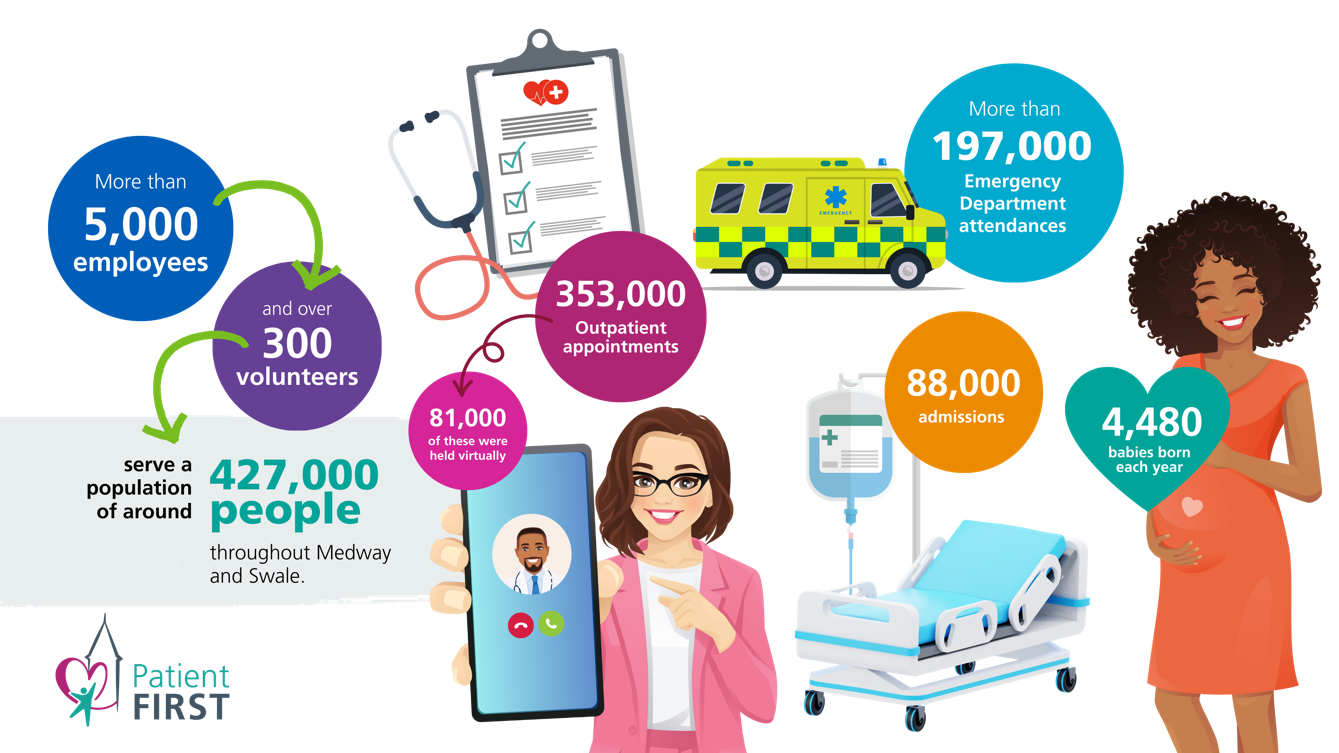 More than
5,000
employees
and over
300
volunteers
serve a
population
of around
427,000
people
throughout Medway
and Swale.
353,000
Outpatient
appointments
81,000
of these were
held virtually
More than
197,000
Emergency
Department
attendances
EMERGENCY
88,000
admissions
4,480
babies born
each year
Patient
FIRST